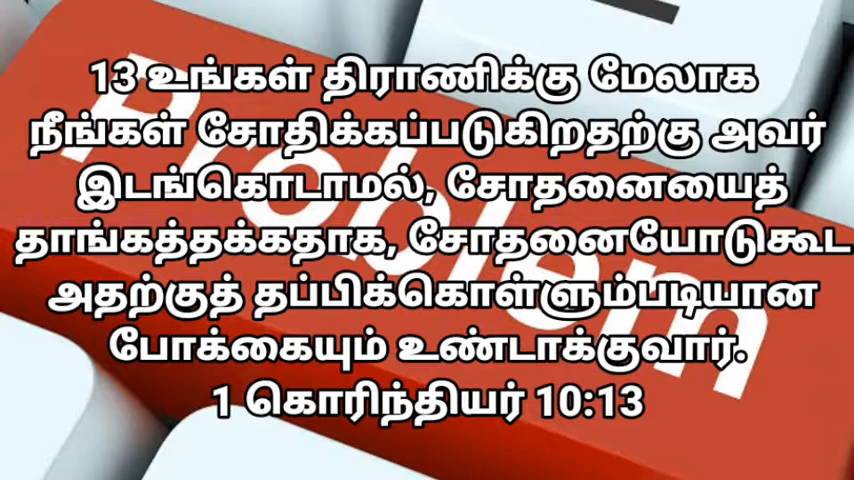 13 உங்கள் திராணிக்கு மேலாக
நீங்கள் சோதிக்கப்படுகிறதற்கு அவர்
இடங்கொடாமல், சோதனையைத்
தாங்கத்தக்கதாக, சோதனையோடுகூட
அதற்குத் தப்பிக்கொள்ளும்படியான
போக்கையும் உண்டாக்குவார்.
1 கொரிந்தியர் 10:13
Problem